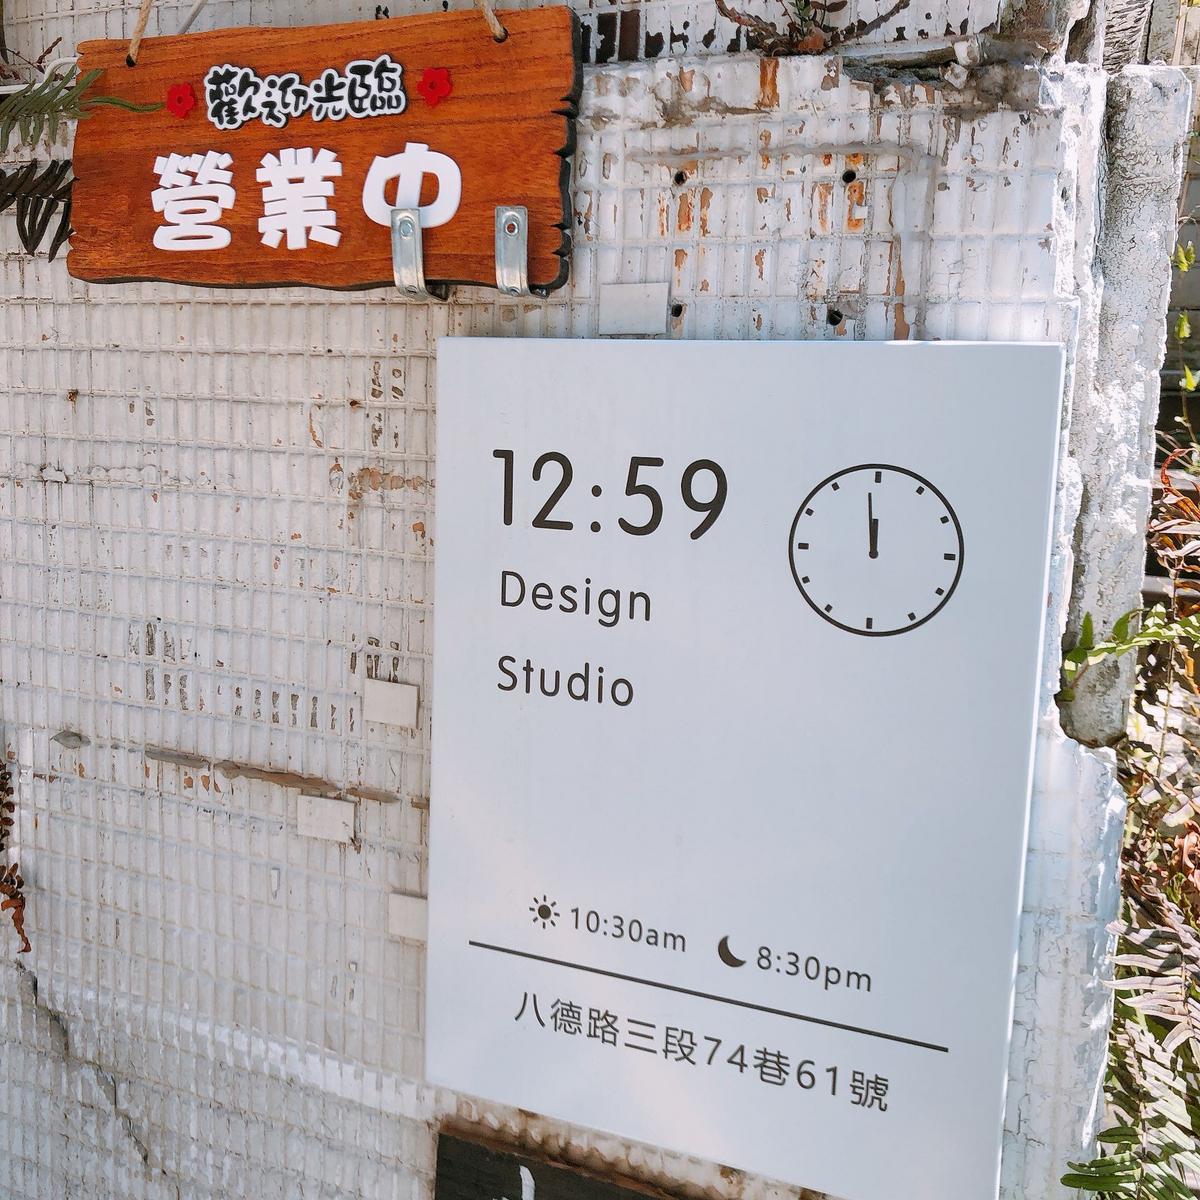 歡迎光臨
營業中
12:59
Design
Studio
10:30am 8:30pm
八德路三段74巷61號